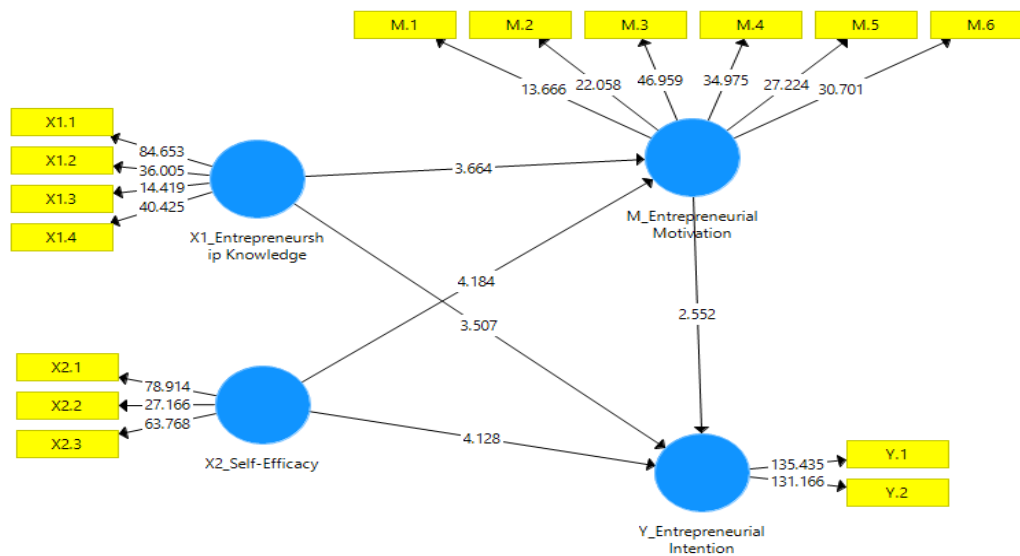 M.1
M.2
M.3
M.4
M.5
M.6
13.666
22.058
46.959
34.975
27.224
30.701
X1.1
X1.2
X1.3
X1.4
84.653
36.005
14.419
40.425
X1_Entrepreneursh
ip Knowledge
3.664
M_Entrepreneurial
Motivation
4.184
3.507
2.552
X2.1
X2.2
X2.3
78.914
27.166
63.768
X2_Self-Efficacy
4.128
135.435
131.166
Y.1
Y.2
Y_Entrepreneurial
Intention